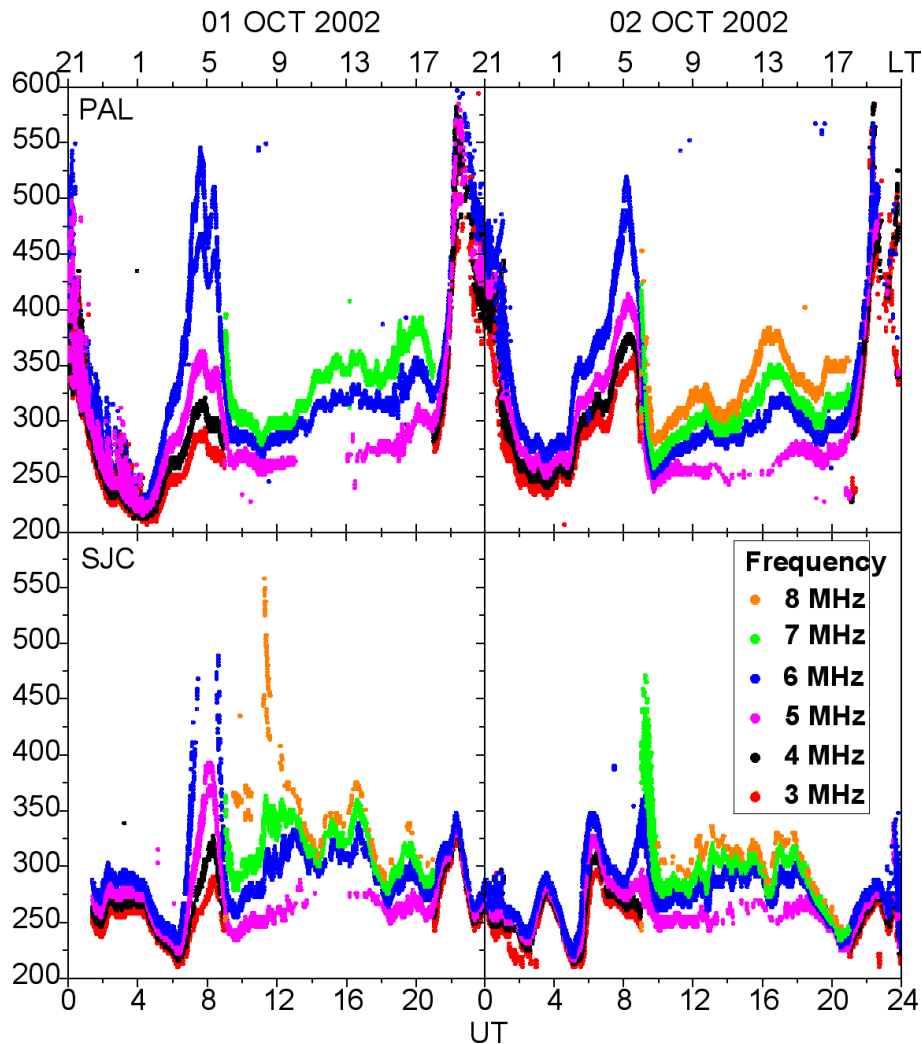 01 OCT 2002 02 OCT 2002
21 1 5 9 13 17 21 1 5 9 13 17 LT
600
PAL
550
500
450
400
350
300
250
200
SJC
550
500
450
400
350
300
250
200
Frequency
8 MHz
7 MHz
6 MHz
5 MHz
4 MHz
3 MHz
0 4 8 12 16 20 0 4 8 12 16 20 24
UT